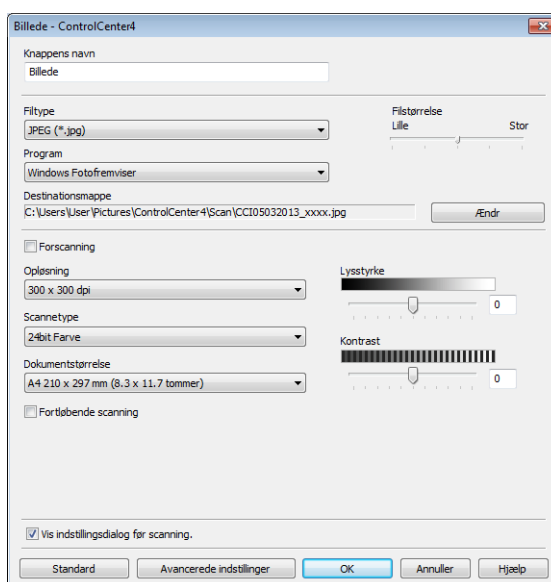 Billede - ControlCenter4
Knappens navn
Billede
Filtype
JPEG (*.jpg)
Filstørrelse
Lille Stor
Program
Windows Fotofremviser
Destinationsmappe
C:\Users\User\Pictures\ControlCenter4\Scan\CCI05032013_xxxx.jpg
Ændr
Forscanning
Opløsning
300 x 300 dpi
Lysstyrke
0
Scannetype
24bit Farve
Kontrast
0
Dokumentstørrelse
A4 210 x 297 mm (8.3 x 11.7 tommer)
Fortløbende scanning
Vis indstillingsdialog før scanning.
Standard Avancerede indstillinger OK Annuller Hjælp